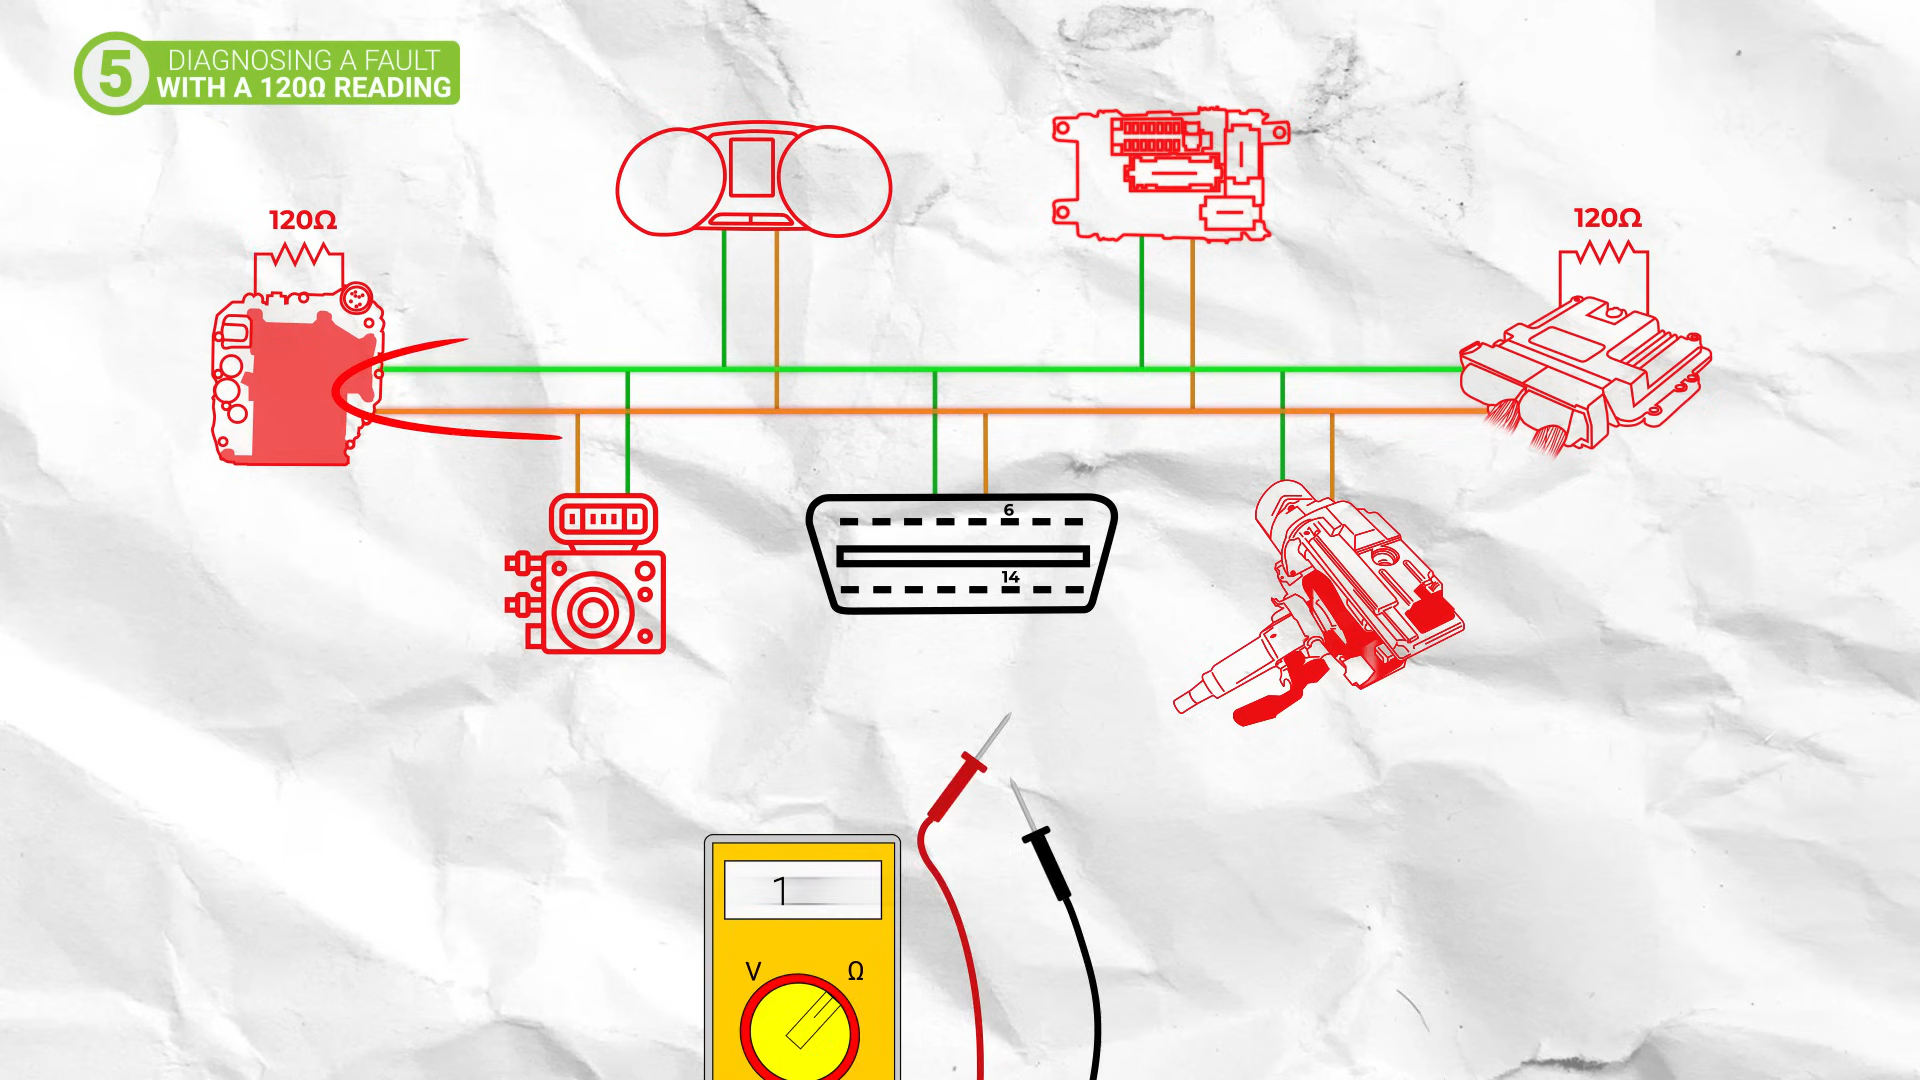 5
DIAGNOSING A FAULT
WITH A 120Ω READING
120Ω
120Ω
6
14
1
V Ω